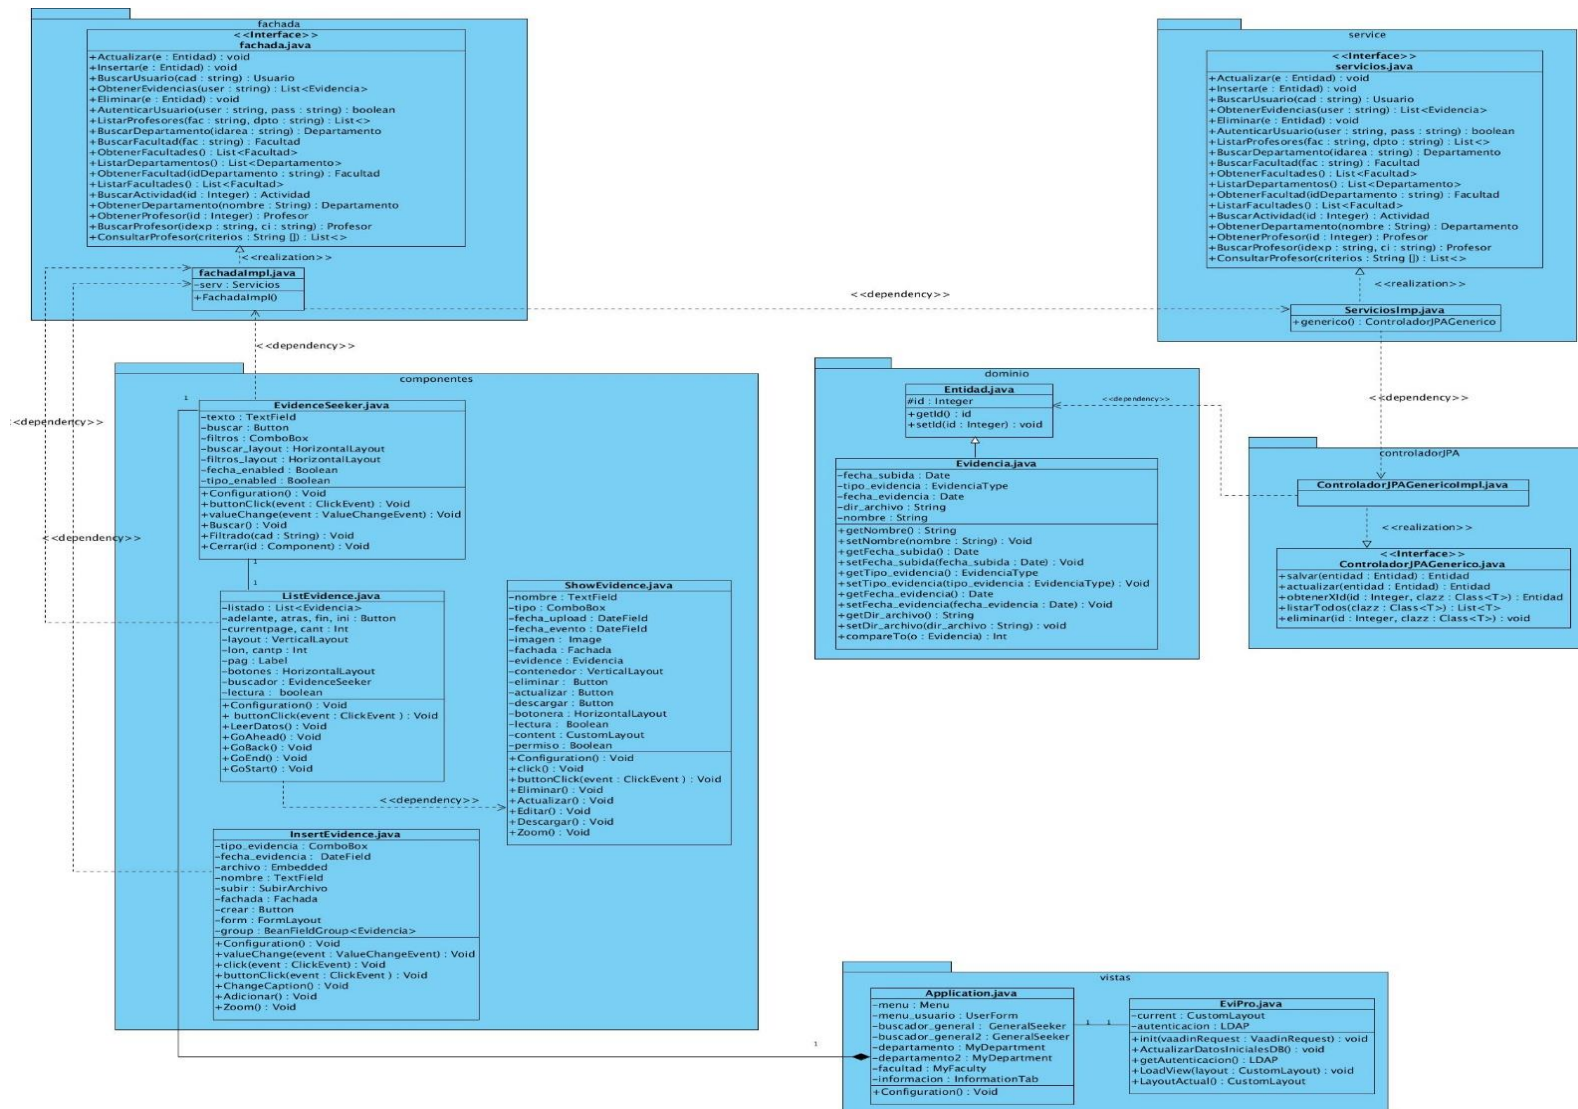 fachada
<<Interface>>
fachada.java
+Actualizar(e : Entidad) : void
+Insertar(e : Entidad) : void
+BuscarUsuario(cad : string) : Usuario
+ObtenerEvidencias(user : string) : List<Evidencia>
+Eliminar(e : Entidad) : void
+AutenticarUsuario(user : string, pass : string) : boolean
+ListarProfesores(fac : string, dpto : string) : List<>
+BuscarDepartamento(idarea : string) : Departamento
+BuscarFacultad(fac : string) : Facultad
+ObtenerFacultades() : List<Facultad>
+ListarDepartamentos() : List<Departamento>
+ObtenerFacultad(idDepartamento : string) : Facultad
+ListarFacultades() : List<Facultad>
+BuscarActividad(id : Integer) : Actividad
+ObtenerDepartamento(nombre : String) : Departamento
+ObtenerProfesor(id : Integer) : Profesor
+BuscarProfesor(idexp : string, ci : string) : Profesor
+ConsultarProfesor(criterios : String []) : List<>
<<realization>>
fachadaImpl.java
-serv : Servicios
+FachadaImpl()
service
<<Interface>>
servicios.java
+Actualizar(e : Entidad) : void
+Insertar(e : Entidad) : void
+BuscarUsuario(cad : string) : Usuario
+ObtenerEvidencias(user : string) : List<Evidencia>
+Eliminar(e : Entidad) : void
+AutenticarUsuario(user : string, pass : string) : boolean
+ListarProfesores(fac : string, dpto : string) : List<>
+BuscarDepartamento(idarea : string) : Departamento
+BuscarFacultad(fac : string) : Facultad
+ObtenerFacultades() : List<Facultad>
+ListarDepartamentos() : List<Departamento>
+ObtenerFacultad(idDepartamento : string) : Facultad
+ListarFacultades() : List<Facultad>
+BuscarActividad(id : Integer) : Actividad
+ObtenerDepartamento(nombre : String) : Departamento
+ObtenerProfesor(id : Integer) : Profesor
+BuscarProfesor(idexp : string, ci : string) : Profesor
+ConsultarProfesor(criterios : String []) : List<>
<<realization>>
ServiciosImp.java
+generico() : ControladorJPAGenerico
<<dependency>>
<<dependency>>
componentes
1
EvidenceSeeker.java
-texto : TextField
-buscar : Button
-filtros : ComboBox
-buscar_layout : HorizontalLayout
-filtros_layout : HorizontalLayout
-fecha_enabled : Boolean
-tipo_enabled : Boolean
+Configuration() : Void
+buttonClick(event : ClickEvent) : Void
+valueChange(event : ValueChangeEvent) : Void
+Buscar() : Void
+Filtrado(cad : String) : Void
+Cerrar(id : Component) : Void
: <dependency>>
<<dependency>>
1
1
ListEvidence.java
-listado : List<Evidencia>
-adelante, atras, fin, ini : Button
-currentpage, cant : Int
-layout : VerticalLayout
-lon, cantp : Int
-pag : Label
-botones : HorizontalLayout
-buscador : EvidenceSeeker
-lectura : boolean
+Configuration() : Void
+ buttonClick(event : ClickEvent ) : Void
+LeerDatos() : Void
+GoAhead() : Void
+GoBack() : Void
+GoEnd() : Void
+GoStart() : Void
<<dependency>>
ShowEvidence.java
-nombre : TextField
-tipo : ComboBox
-fecha_upload : DateField
-fecha_evento : DateField
-imagen : Image
-fachada : Fachada
-evidence : Evidencia
-contenedor : VerticalLayout
-eliminar : Button
-actualizar : Button
-descargar : Button
-botonera : HorizontalLayout
-lectura : Boolean
-content : CustomLayout
-permiso : Boolean
+Configuration() : Void
+click() : Void
+buttonClick(event : ClickEvent ) : Void
+Eliminar() : Void
+Actualizar() : Void
+Editar() : Void
+Descargar() : Void
+Zoom() : Void
InsertEvidence.java
-tipo_evidencia : ComboBox
-fecha_evidencia : DateField
-archivo : Embedded
-nombre : TextField
-subir : SubirArchivo
-fachada : Fachada
-crear : Button
-form : FormLayout
-group : BeanFieldGroup<Evidencia>
+Configuration() : Void
+valueChange(event : ValueChangeEvent) : Void
+click(event : ClickEvent) : Void
+buttonClick(event : ClickEvent ) : Void
+ChangeCaption() : Void
+Adicionar() : Void
+Zoom() : Void
dominio
Entidad.java
#id : Integer
+getId() : id
+setId(id : Integer) : void
<<dependency>>
Evidencia.java
-fecha_subida : Date
-tipo_evidencia : EvidenciaType
-fecha_evidencia : Date
-dir_archivo : String
-nombre : String
+getNombre() : String
+setNombre(nombre : String) : Void
+getFecha_subida() : Date
+setFecha_subida(fecha_subida : Date) : Void
+getTipo_evidencia() : EvidenciaType
+setTipo_evidencia(tipo_evidencia : EvidenciaType) : Void
+getFecha_evidencia() : Date
+setFecha_evidencia(fecha_evidencia : Date) : Void
+getDir_archivo() : String
+setDir_archivo(dir_archivo : String) : void
+compareTo(o : Evidencia) : Int
<<dependency>>
controladorJPA
ControladorJPAGenericoImpl.java
<<realization>>
<<Interface>>
ControladorJPAGenerico.java
+salvar(entidad : Entidad) : Entidad
+actualizar(entidad : Entidad) : Entidad
+obtenerXId(id : Integer, clazz : Class<T>) : Entidad
+listarTodos(clazz : Class<T>) : List<T>
+eliminar(id : Integer, clazz : Class<T>) : void
vistas
1
Application.java
-menu : Menu
-menu_usuario : UserForm
-buscador_general : GeneralSeeker
-buscador_general2 : GeneralSeeker
-departamento : MyDepartment
-departamento2 : MyDepartment
-facultad : MyFaculty
-informacion : InformationTab
+Configuration() : Void
1
1
EviPro.java
-current : CustomLayout
-autenticacion : LDAP
+init(vaadinRequest : VaadinRequest) : void
+ActualizarDatosInicialesDB() : void
+getAutenticacion() : LDAP
+LoadView(layout : CustomLayout) : void
+LayoutActual() : CustomLayout